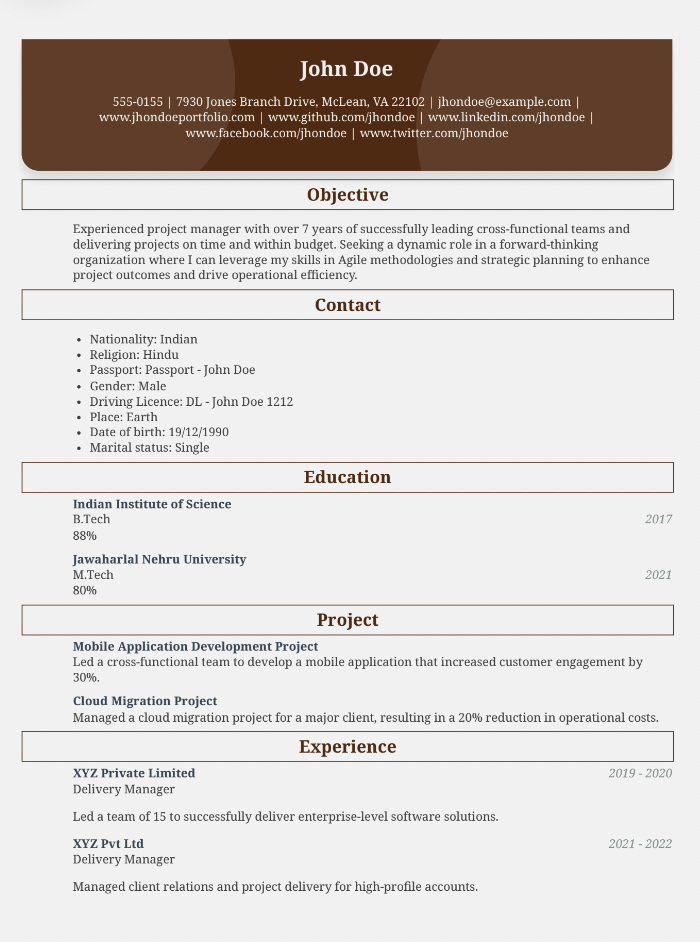 John Doe
555-0155 | 7930 Jones Branch Drive, McLean, VA 22102 | jhondoe@example.com |
www.jhondoeportfolio.com | www.github.com/jhondoe | www.linkedin.com/jhondoe |
www.facebook.com/jhondoe | www.twitter.com/jhondoe
Objective
Experienced project manager with over 7 years of successfully leading cross-functional teams and
delivering projects on time and within budget. Seeking a dynamic role in a forward-thinking
organization where I can leverage my skills in Agile methodologies and strategic planning to enhance
project outcomes and drive operational efficiency.
Contact
• Nationality: Indian
• Religion: Hindu
• Passport: Passport - John Doe
• Gender: Male
• Driving Licence: DL - John Doe 1212
• Place: Earth
• Date of birth: 19/12/1990
• Marital status: Single
Education
Indian Institute of Science
B.Tech 2017
88%
Jawaharlal Nehru University
M.Tech 2021
80%
Project
Mobile Application Development Project
Led a cross-functional team to develop a mobile application that increased customer engagement by
30%.
Cloud Migration Project
Managed a cloud migration project for a major client, resulting in a 20% reduction in operational costs.
Experience
XYZ Private Limited 2019 - 2020
Delivery Manager
Led a team of 15 to successfully deliver enterprise-level software solutions.
XYZ Pvt Ltd 2021 - 2022
Delivery Manager
Managed client relations and project delivery for high-profile accounts.